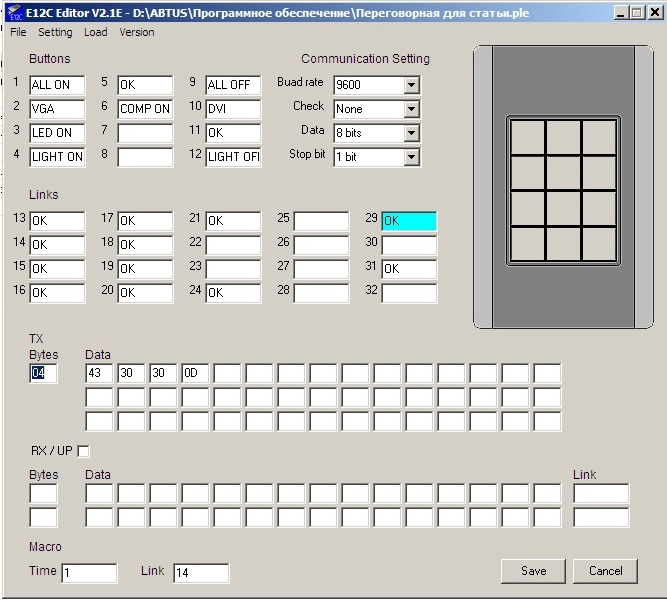 E12C Editor V2.1E - D:\ABTUS\Программное обеспечение\Переговорная для статьи.ple
File Setting Load Version
Buttons Communication Setting
1 ALL ON 5 OK 9 ALL OFF Buad rate 9600
2 VGA 6 COMP ON 10 DVI Check None
3 LED ON 7 11 OK Data 8 bits
4 LIGHT ON 8 12 LIGHT OFF Stop bit 1 bit
Links
13 OK 17 OK 21 OK 25 29 OK
14 OK 18 OK 22 26 30
15 OK 19 OK 23 27 31 OK
16 OK 20 OK 24 OK 28 32
TX
Bytes Data
04 43 30 30 0D
RX / UP
Bytes Data Link
Macro
Time 1 Link 14 Save Cancel